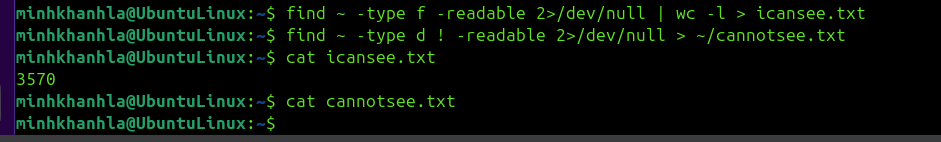 minhkhanhla@UbuntuLinux:~$ find ~ -type f -readable 2>/dev/null | wc -l > icansee.txt
minhkhanhla@UbuntuLinux:~$ find ~ -type d ! -readable 2>/dev/null > ~/cannotsee.txt
minhkhanhla@UbuntuLinux:~$ cat icansee.txt
3570
minhkhanhla@UbuntuLinux:~$ cat cannotsee.txt
minhkhanhla@UbuntuLinux:~$